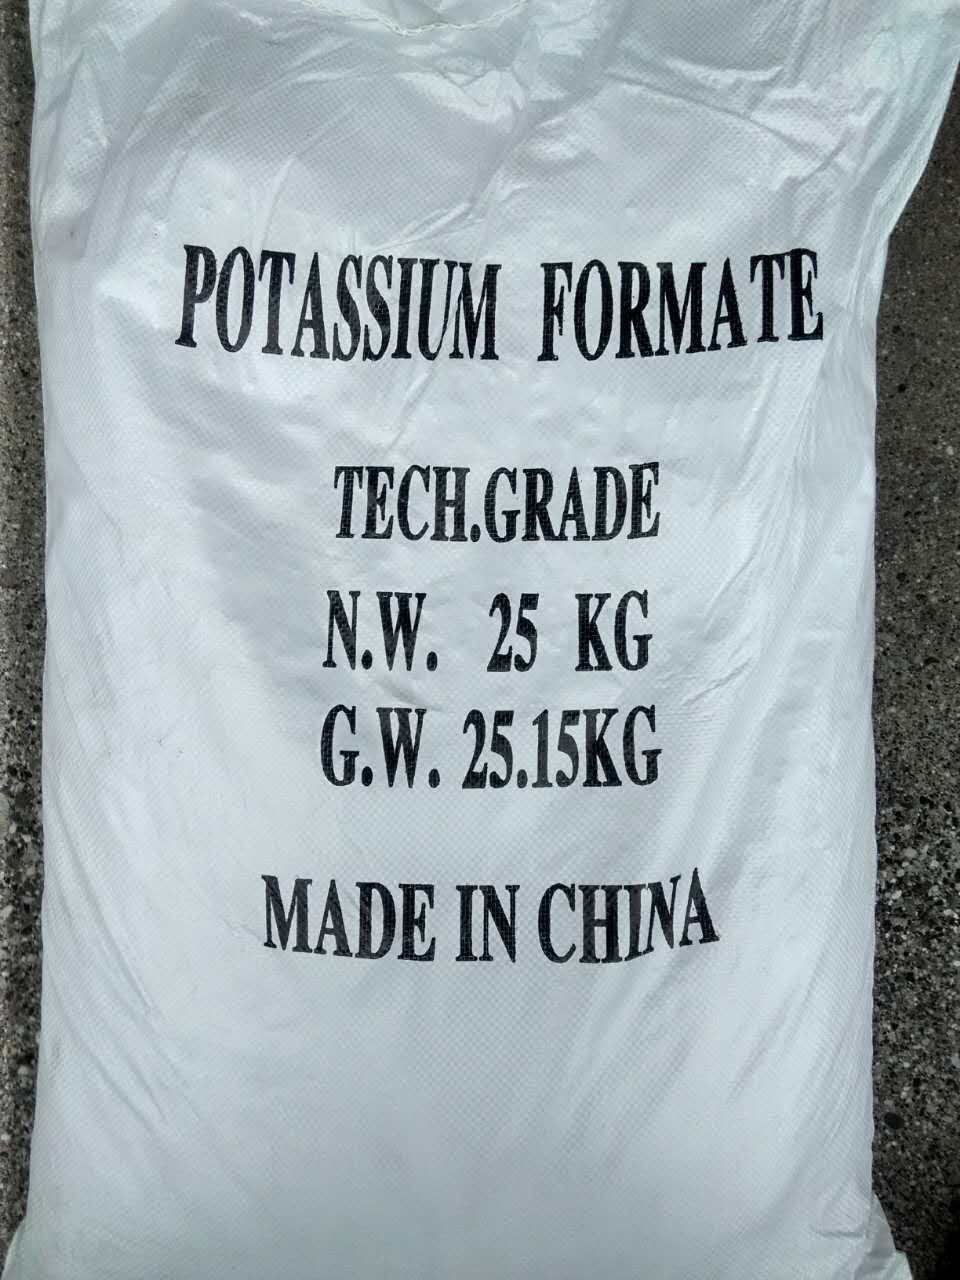 POTASSIUM FORMATE
TECH.GRADE
N.W. 25 KG
G.W. 25.15KG
MADE IN CHINA